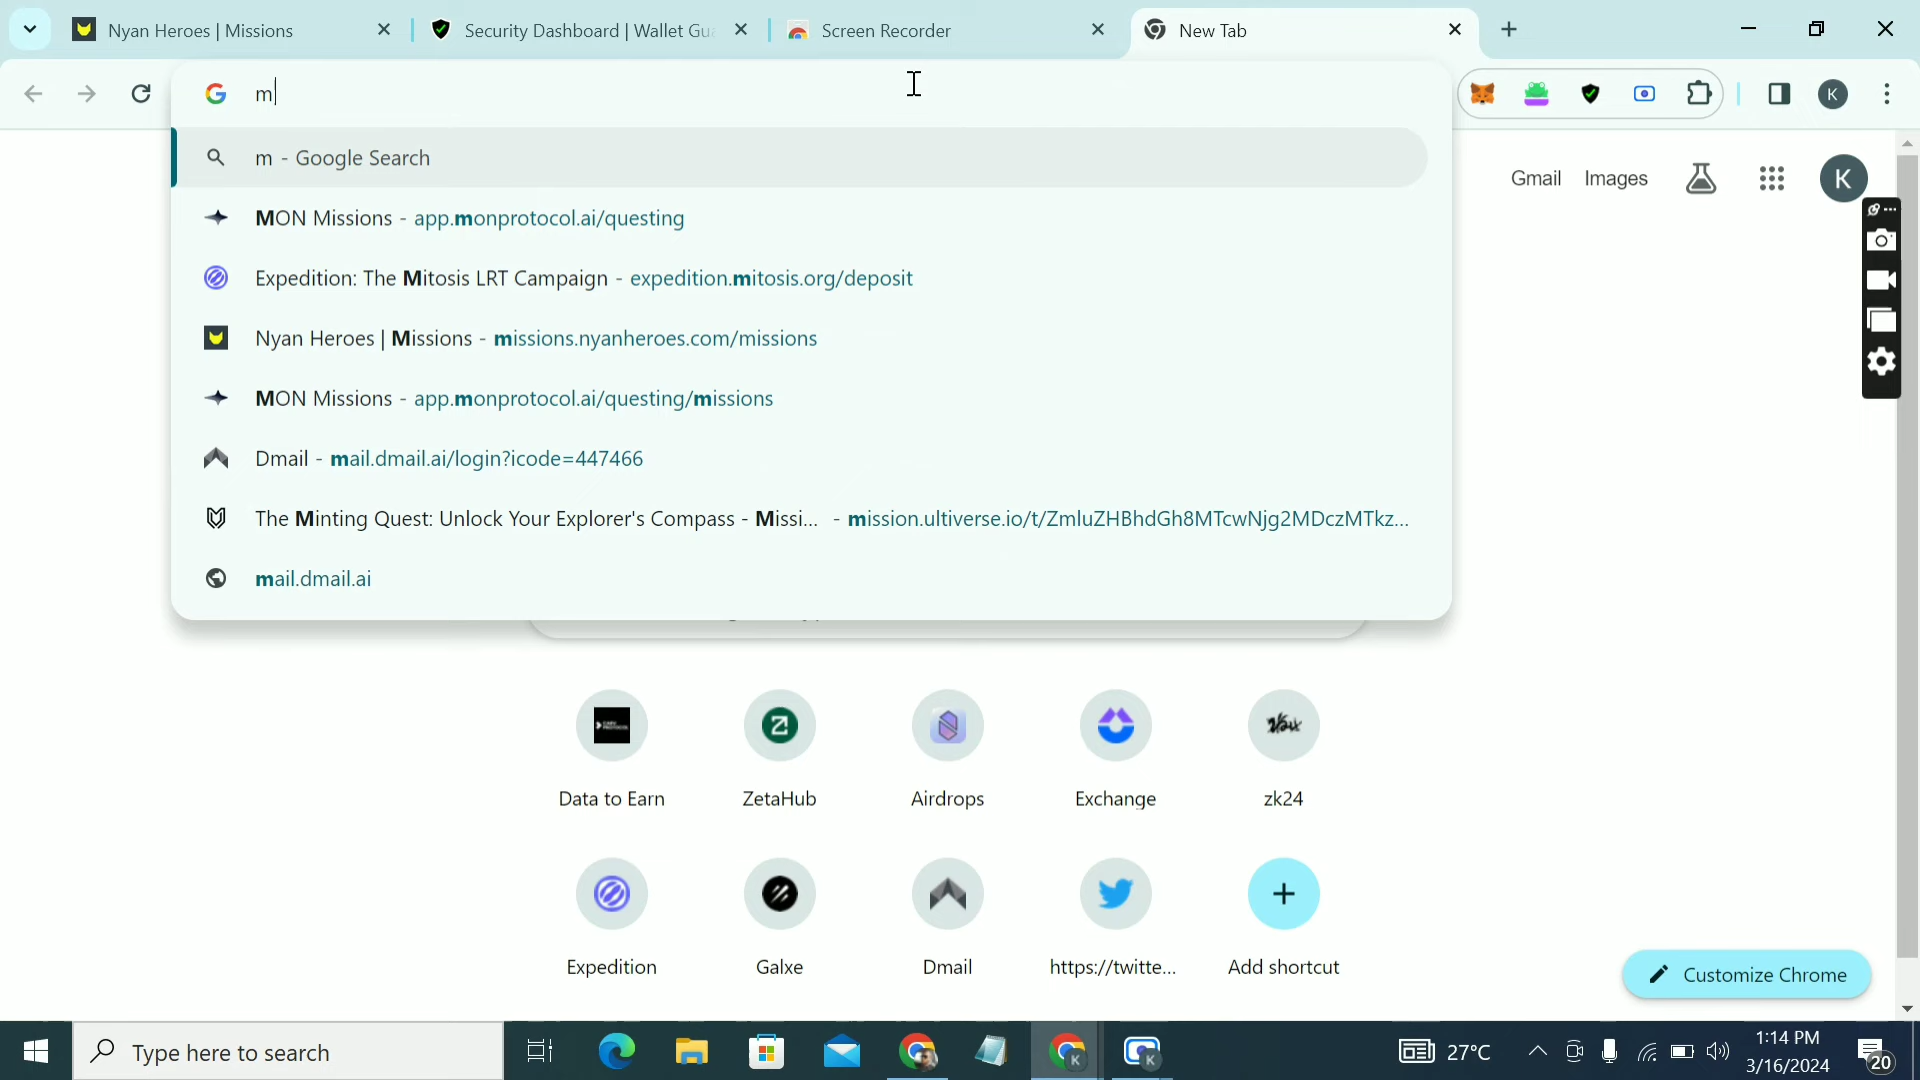 Nyan Heroes | Missions
Security Dashboard | Wallet Gu
Screen Recorder
New Tab
m
K
m - Google Search
MON Missions - app.monprotocol.ai/questing
Expedition: The Mitosis LRT Campaign - expedition.mitosis.org/deposit
Nyan Heroes | Missions - missions.nyanheroes.com/missions
MON Missions - app.monprotocol.ai/questing/missions
Dmail - mail.dmail.ai/login?icode=447466
The Minting Quest: Unlock Your Explorer's Compass - Missi... - mission.ultiverse.io/t/ZmluZHBhdGh8MTcwNjg2MDczMTkz...
mail.dmail.ai
Gmail Images K
Data to Earn ZetaHub Airdrops Exchange zk24
Expedition Galxe Dmail https://twitte... Add shortcut
Customize Chrome
Type here to search
27°C
1:14 PM
3/16/2024
20